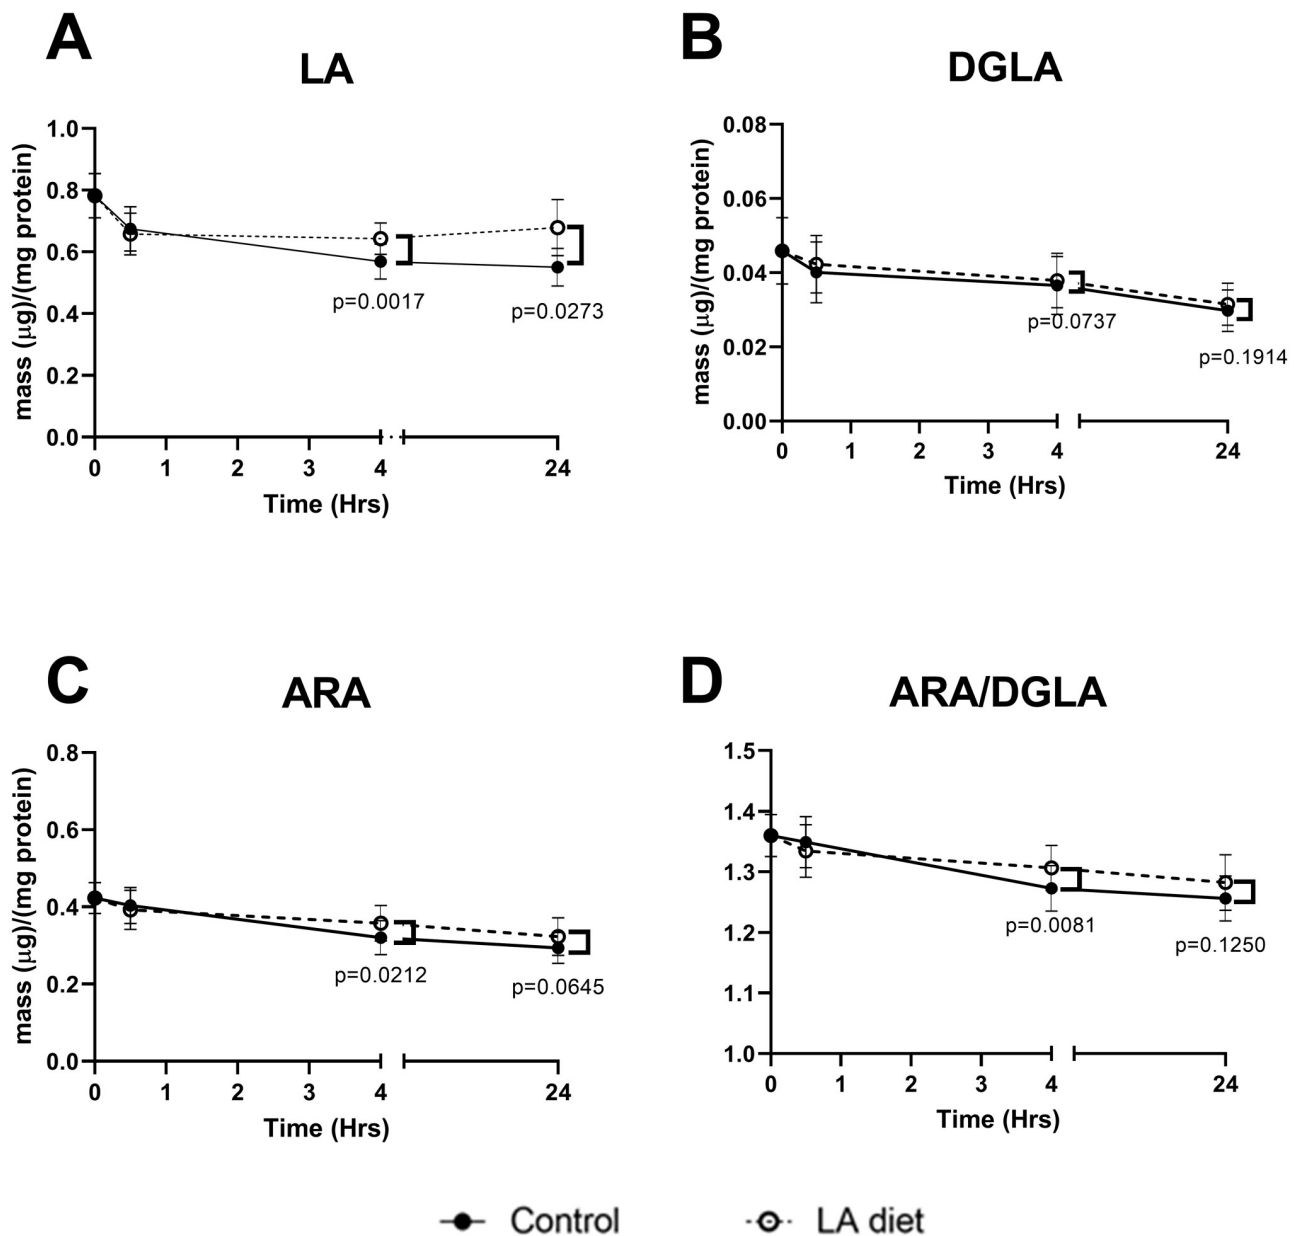 A
LA
mass (μg)/(mg protein)
1.0
0.8
0.6
0.4
0.2
0.0
p=0.0017
p=0.0273
0 1 2 3 4 24
Time (Hrs)
B
DGLA
mass (μg)/(mg protein)
0.08
0.06
0.04
0.02
0.00
p=0.0737
p=0.1914
0 1 2 3 4 24
Time (Hrs)
C
ARA
mass (μg)/(mg protein)
0.8
0.6
0.4
0.2
0.0
p=0.0212
p=0.0645
0 1 2 3 4 24
Time (Hrs)
D
ARA/DGLA
1.5
1.4
1.3
1.2
1.1
1.0
p=0.0081
p=0.1250
0 1 2 3 4 24
Time (Hrs)
Control LA diet